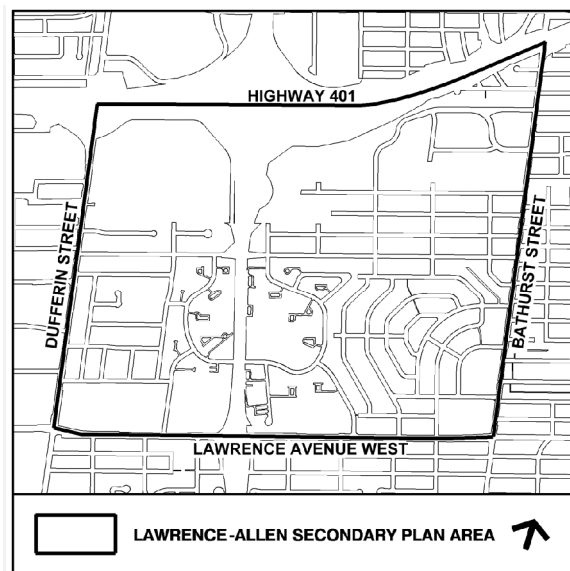 HIGHWAY 401
DUFFERIN STREET
BATHURST STREET
LAWRENCE AVENUE WEST
LAWRENCE-ALLEN SECONDARY PLAN AREA